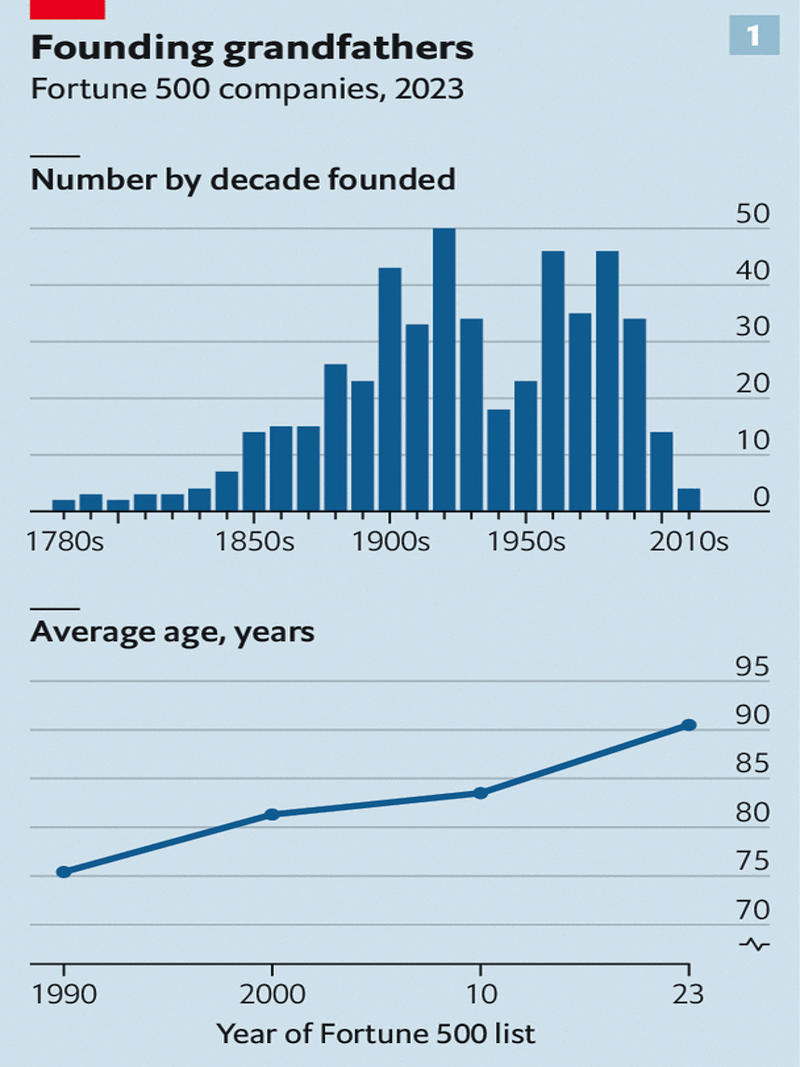 1
Founding grandfathers
Fortune 500 companies, 2023
Number by decade founded
50
40
30
20
10
0
1780s 1850s 1900s 1950s 2010s
Average age, years
95
90
85
80
75
70
1990 2000 10 23
Year of Fortune 500 list